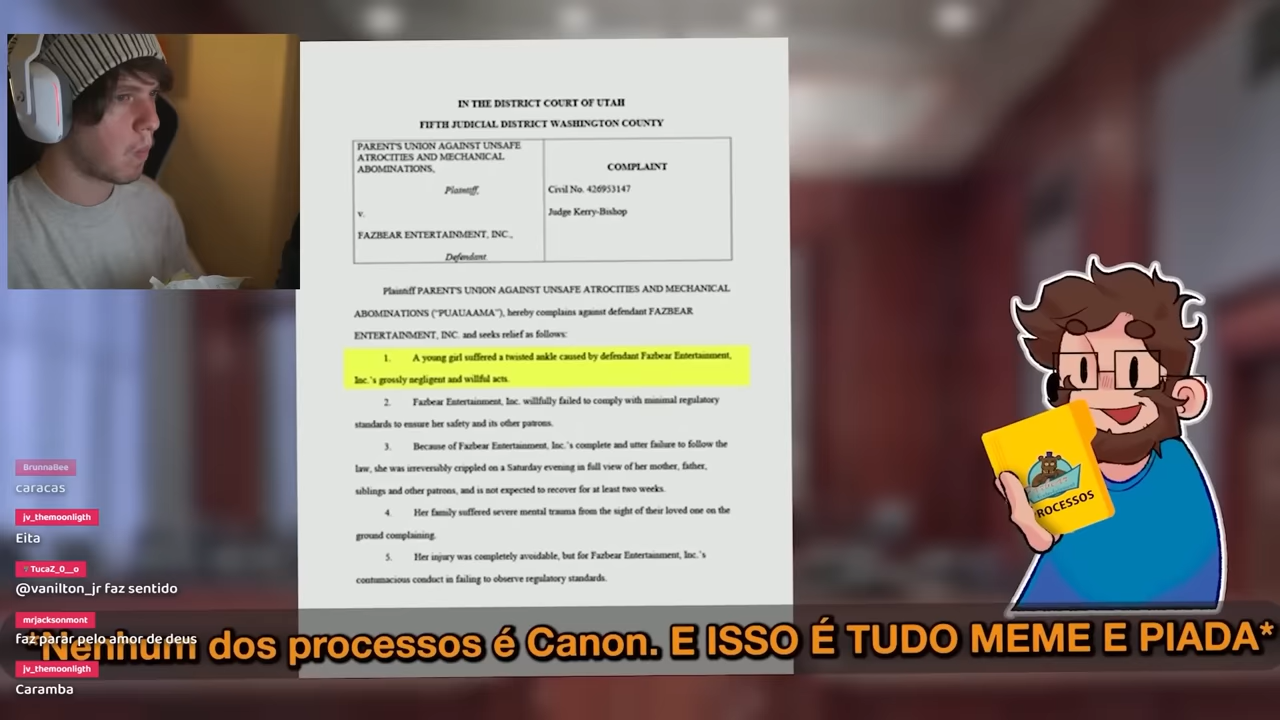 IN THE DISTRICT COURT OF UTAH
FIFTH JUDICIAL DISTRICT WASHINGTON COUNTY
PARENT'S UNION AGAINST UNSAFE
ATROCITIES AND MECHANICAL
ABOMINATIONS,
Plaintiff,
v.
FAZBEAR ENTERTAINMENT, INC.,
Defendant
COMPLAINT
Civil No. 426953147
Judge Kerry-Bishop
Plaintiff PARENT'S UNION AGAINST UNSAFE ATROCITIES AND MECHANICAL
ABOMINATIONS ("PUAUAAMA"), hereby complains against defendant FAZBEAR
ENTERTAINMENT, INC. and seeks relief as follows:
1. A young girl suffered a twisted ankle caused by defendant Fazbear Entertainment,
Inc.'s grossly negligent and willful acts.
2. Fazbear Entertainment, Inc. willfully failed to comply with minimal regulatory
standards to ensure her safety and its other patrons.
3. Because of Fazbear Entertainment, Inc.'s complete and utter failure to follow the
law, she was irreversibly crippled on a Saturday evening in full view of her mother, father,
siblings and other patrons, and is not expected to recover for at least two weeks.
4. Her family suffered severe mental trauma from the sight of their loved one on the
ground complaining.
5. Her injury was completely avoidable, but for Fazbear Entertainment, Inc.'s
contumacious conduct in failing to observe regulatory standards.
ROCESSOS
BrunnaBee
caracas
jv_themoonligth
Eita
TucaZ_0__o
@vanilton_jr faz sentido
mrjacksonmont
faz parar pelo amor de deus
jv_themoonligth
Caramba
*Nenhum dos processos é Canon. E ISSO É TUDO MEME E PIADA*